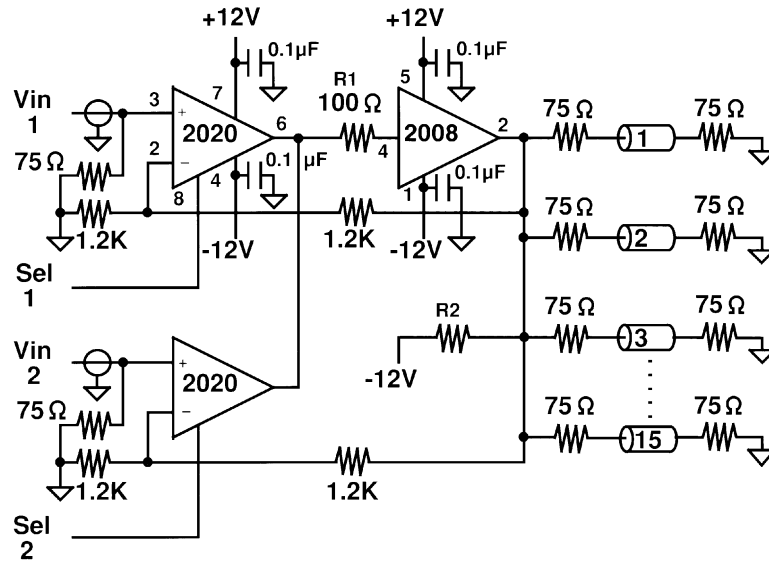 +12V +12V
0.1µF 0.1µF
R1
100 Ω
Vin
1
3 7 2020 6
5 2008 2
4
75 Ω 75 Ω
1
+
−
2
75 Ω
8 4 0.1 µF
1 0.1µF
1.2K -12V 1.2K -12V
75 Ω 75 Ω
2
Sel
1
R2
-12V
75 Ω 75 Ω
3
Vin
2
+
−
2020
75 Ω
75 Ω 75 Ω
15
1.2K 1.2K
Sel
2